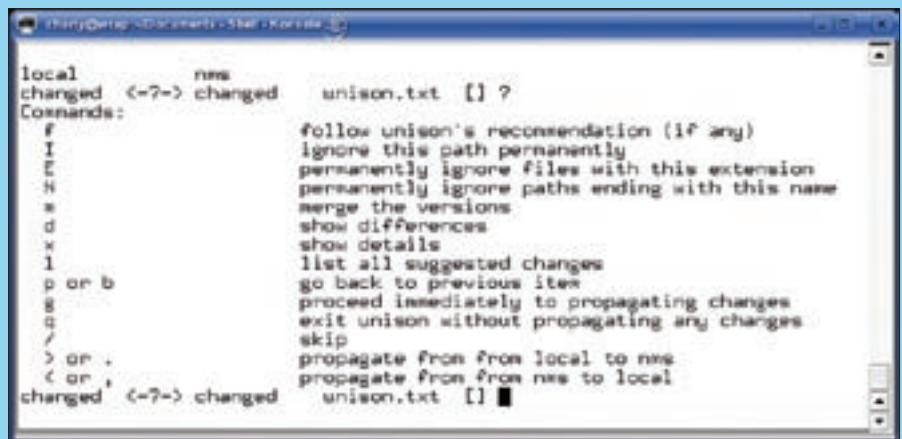 Documents - Shell - Konsole
local nms
changed <-?-> changed unison.txt [] ?
Commands:
f follow unison's recommendation (if any)
I ignore this path permanently
E permanently ignore files with this extension
N permanently ignore paths ending with this name
m merge the versions
d show differences
x show details
l list all suggested changes
p or b go back to previous item
g proceed immediately to propagating changes
q exit unison without propagating any changes
/ skip
> or . propagate from from local to nms
< or , propagate from from nms to local
changed <-?-> changed unison.txt []